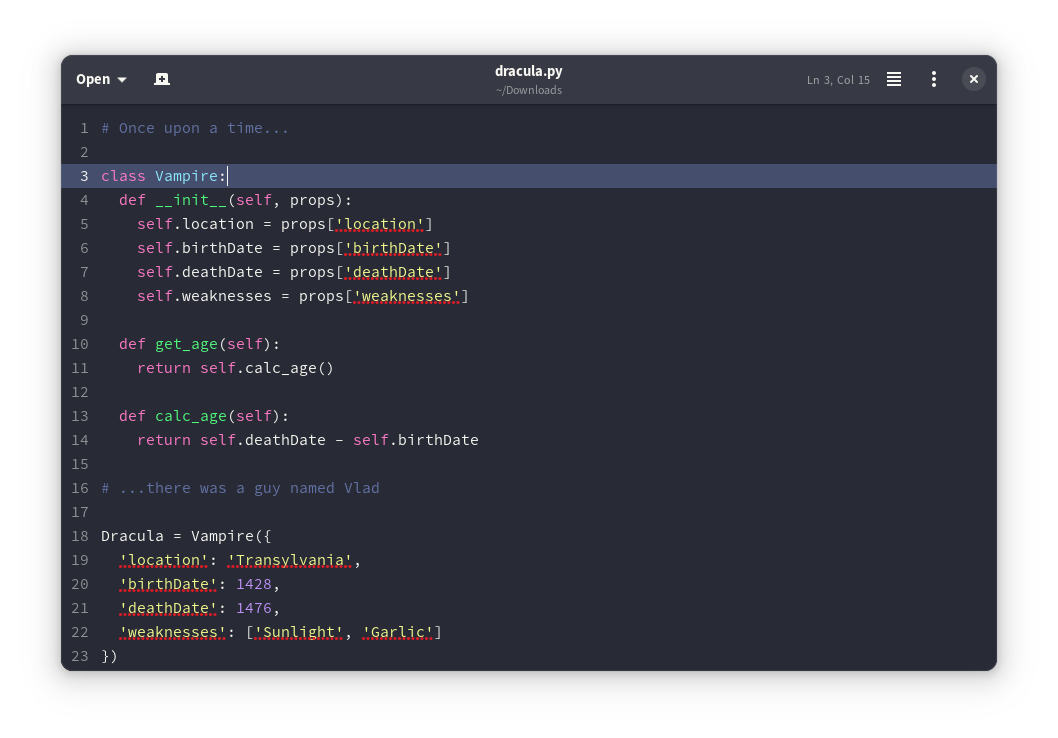 Open
dracula.py
~/Downloads
Ln 3, Col 15
1 # Once upon a time...
2
3 class Vampire:
4   def __init__(self, props):
5     self.location = props['location']
6     self.birthDate = props['birthDate']
7     self.deathDate = props['deathDate']
8     self.weaknesses = props['weaknesses']
9
10   def get_age(self):
11     return self.calc_age()
12
13   def calc_age(self):
14     return self.deathDate - self.birthDate
15
16 # ...there was a guy named Vlad
17
18 Dracula = Vampire({
19   'location': 'Transylvania',
20   'birthDate': 1428,
21   'deathDate': 1476,
22   'weaknesses': ['Sunlight', 'Garlic']
23 })